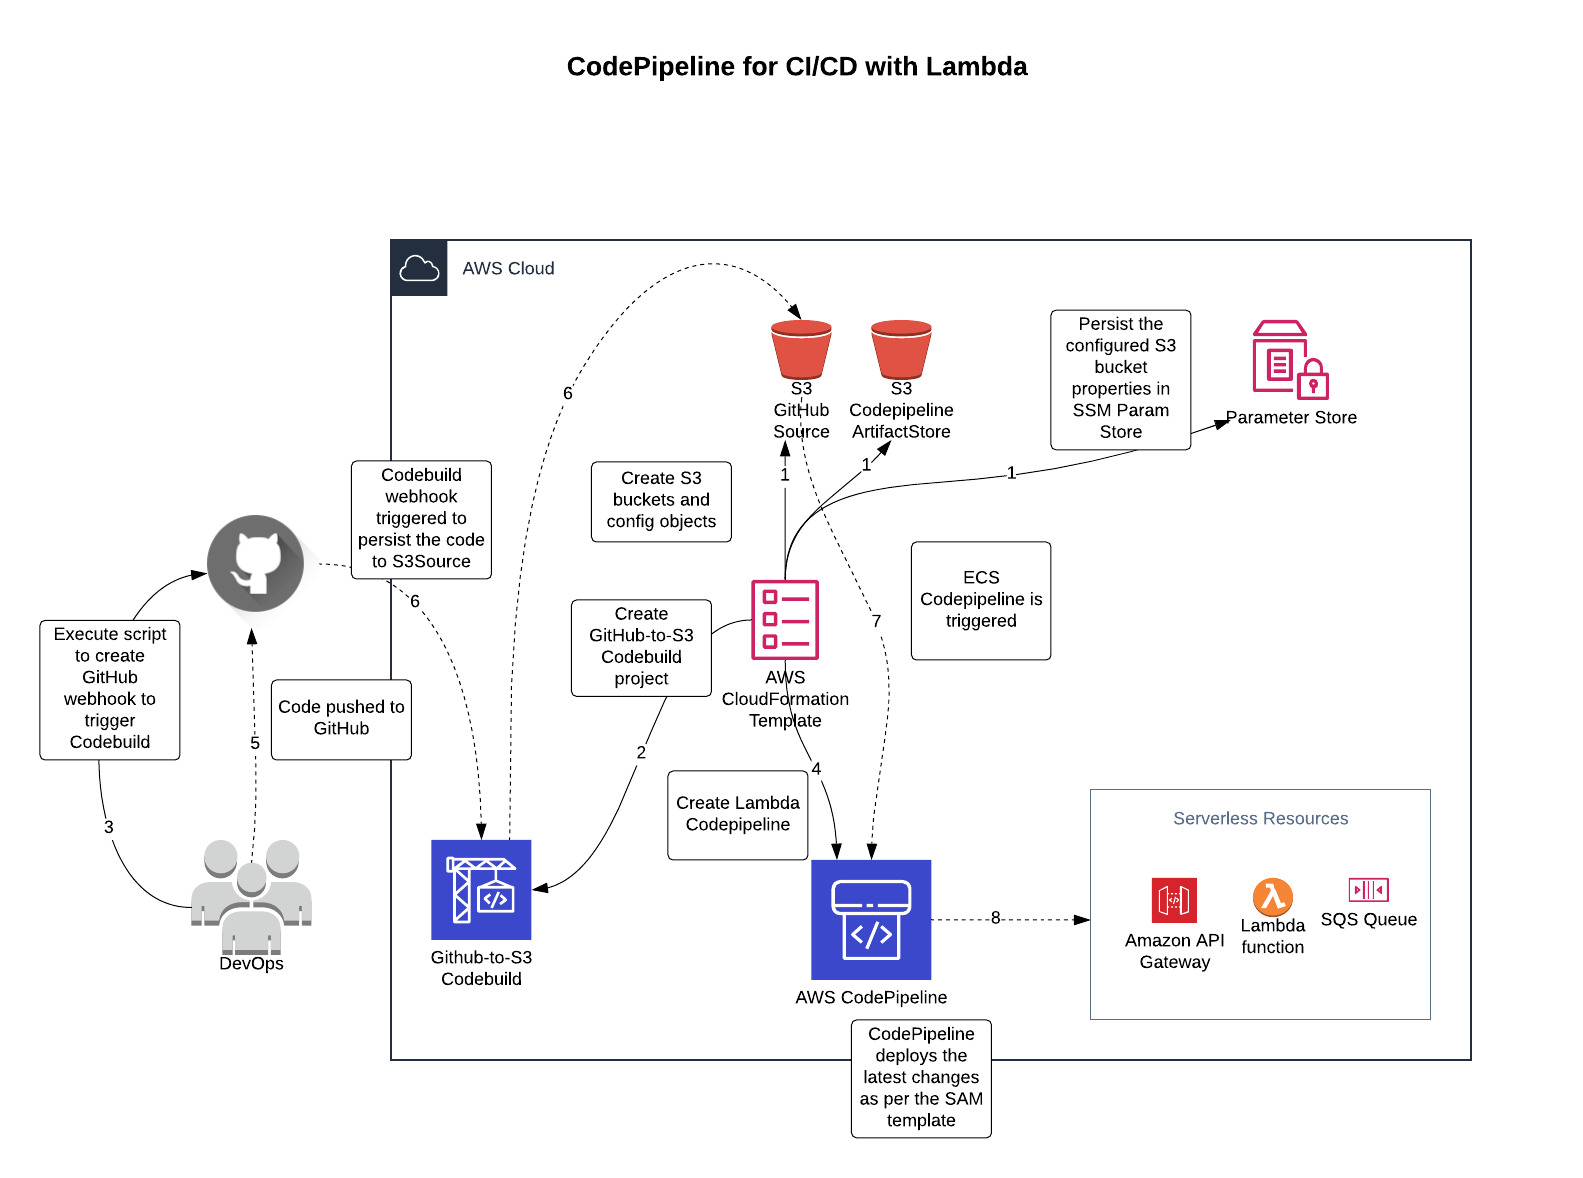 CodePipeline for CI/CD with Lambda
AWS Cloud
6
S3
GitHub
Source
S3
Codepipeline
ArtifactStore
Persist the
configured S3
bucket
properties in
SSM Param
Store
Parameter Store
1
1
1
Create S3
buckets and
config objects
Codebuild
webhook
triggered to
persist the code
to S3Source
6
ECS
Codepipeline is
triggered
7
Create
GitHub-to-S3
Codebuild
project
AWS
CloudFormation
Template
Execute script
to create
GitHub
webhook to
trigger
Codebuild
Code pushed to
GitHub
5
2
4
3
Create Lambda
Codepipeline
Serverless Resources
Amazon API
Gateway
Lambda
function
SQS Queue
8
DevOps
Github-to-S3
Codebuild
AWS CodePipeline
CodePipeline
deploys the
latest changes
as per the SAM
template